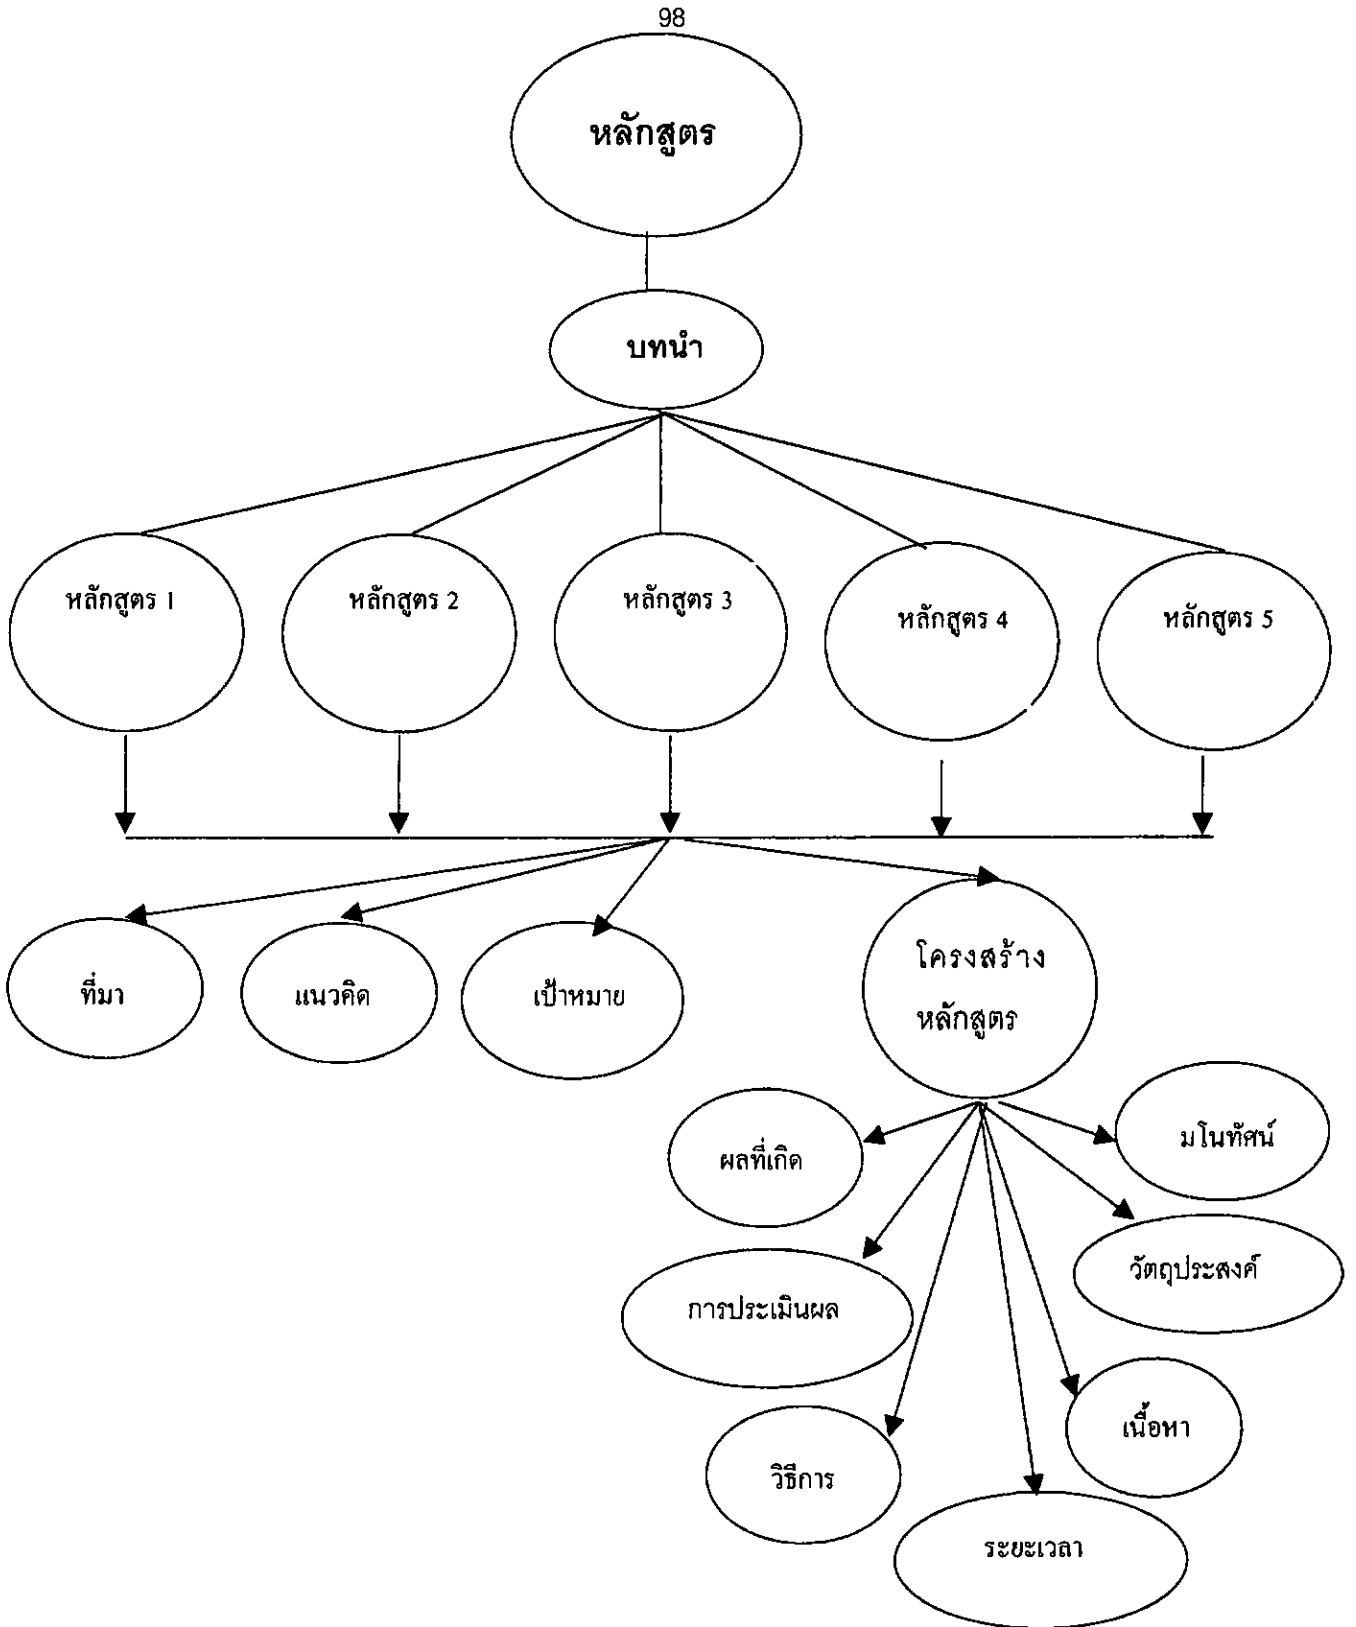 98
หลักสูตร
บทนำ
หลักสูตร 1
หลักสูตร 2
หลักสูตร 3
หลักสูตร 4
หลักสูตร 5
ที่มา
แนวคิด
เป้าหมาย
โครงสร้าง
หลักสูตร
ผลที่เกิด
มโนทัศน์
การประเมินผล
วัตถุประสงค์
วิธีการ
เนื้อหา
ระยะเวลา